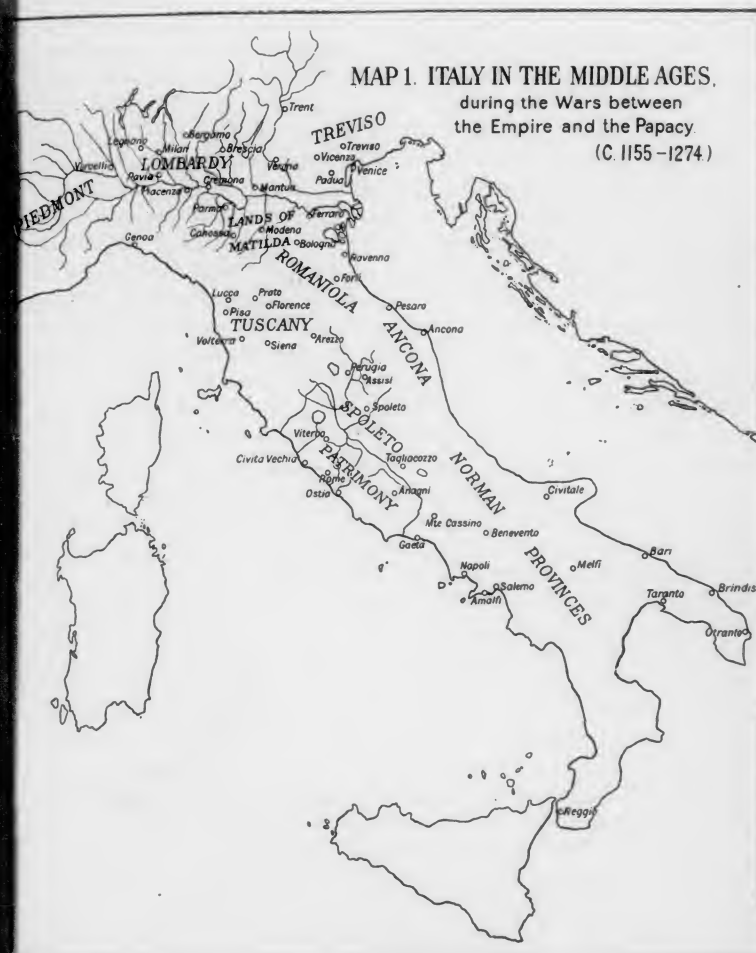 MAP 1. ITALY IN THE MIDDLE AGES,
during the Wars between
the Empire and the Papacy.
(C. 1155–1274.)
Trent
TREVISO
Bergamo
Legnano
Milan
Brescia
Treviso
Vicenza
Verona
Venice
LOMBARDY
Vercelli
Pavia
Padua
Cremona
Piacenza
Mantua
PIEDMONT
Parma
Ferrara
LANDS OF
Canossa
Modena
MATILDA
Bologna
Genoa
Ravenna
ROMANIOLA
Forli
Lucca
Prato
Florence
Pisa
Pesaro
TUSCANY
ANCONA
Ancona
Volterra
Siena
Arezzo
Perugia
Assisi
SPOLETO
Spoleto
Viterbo
Tagliacozzo
Civita Vechia
PATRIMONY
NORMAN
Rome
Ostia
Anagni
Civitale
Mte Cassino
Benevento
Gaeta
PROVINCES
Bari
Melfi
Napoli
Salerno
Amalfi
Taranto
Brindis
Otranto
Reggio